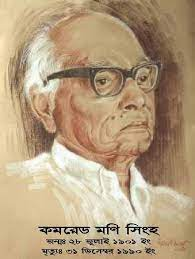 কমরেড মণি সিংহ
জন্মঃ ২৮ জুলাই ১৯০১ ইং
মৃত্যুঃ ৩১ ডিসেম্বর ১৯৯০ ইং